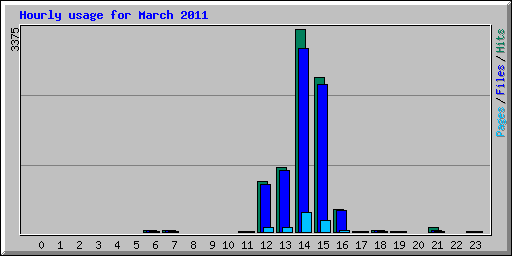 Hourly usage for March 2011
3375
Pages/Files/Hits
0 1 2 3 4 5 6 7 8 9 10 11 12 13 14 15 16 17 18 19 20 21 22 23